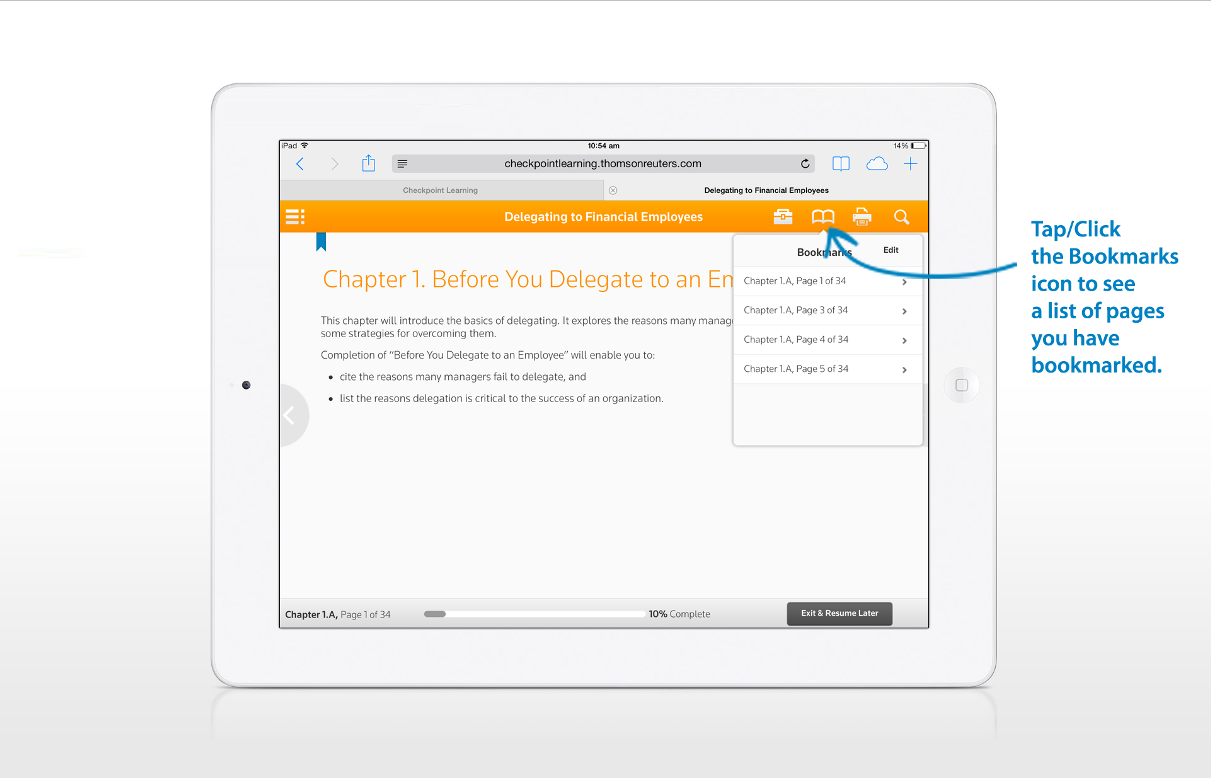 iPad 10:54 am 14%
checkpointlearning.thomsonreuters.com
Checkpoint Learning Delegating to Financial Employees
Delegating to Financial Employees
Bookmarks Edit
Chapter 1.A, Page 1 of 34
Chapter 1.A, Page 3 of 34
Chapter 1.A, Page 4 of 34
Chapter 1.A, Page 5 of 34
Chapter 1. Before You Delegate to an En
This chapter will introduce the basics of delegating. It explores the reasons many manag
some strategies for overcoming them.
Completion of “Before You Delegate to an Employee” will enable you to:
• cite the reasons many managers fail to delegate, and
• list the reasons delegation is critical to the success of an organization.
Chapter 1.A, Page 1 of 34 10% Complete Exit & Resume Later
Tap/Click
the Bookmarks
icon to see
a list of pages
you have
bookmarked.